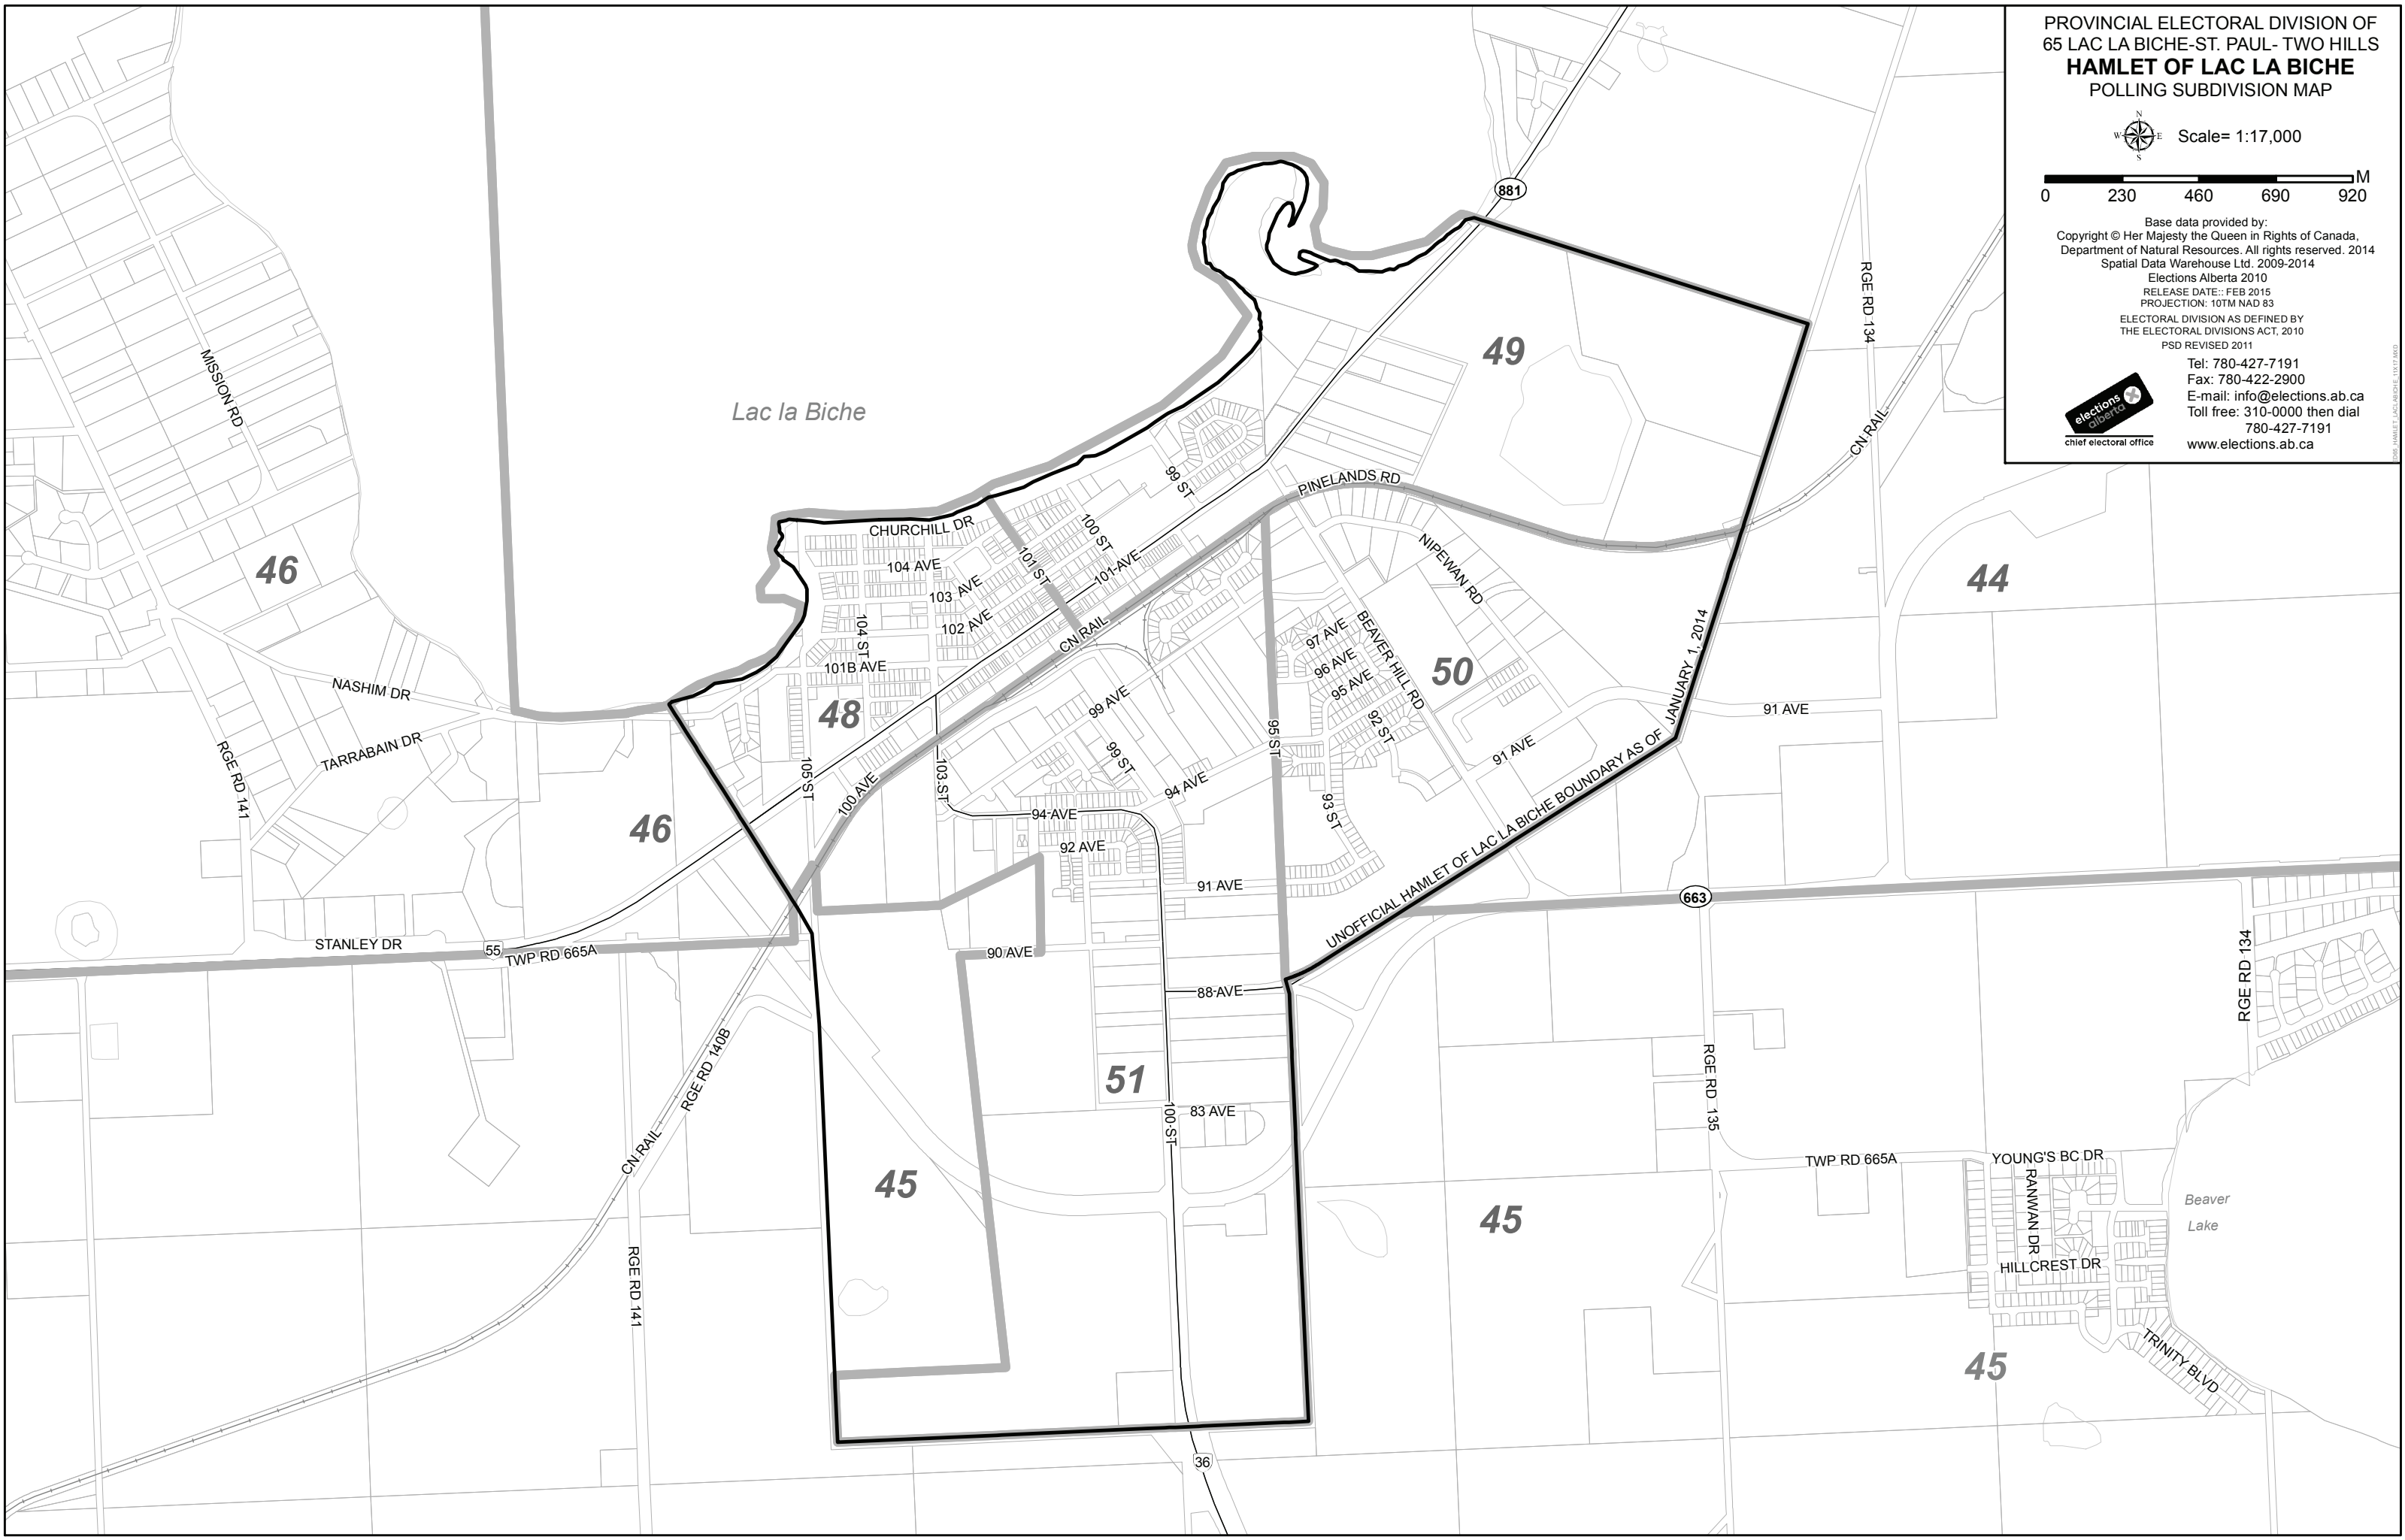 PROVINCIAL ELECTORAL DIVISION OF
65 LAC LA BICHE-ST. PAUL- TWO HILLS
HAMLET OF LAC LA BICHE
POLLING SUBDIVISION MAP
N
W E
S
Scale= 1:17,000
M
0 230 460 690 920
Base data provided by:
Copyright © Her Majesty the Queen in Rights of Canada,
Department of Natural Resources. All rights reserved. 2014
Spatial Data Warehouse Ltd. 2009-2014
Elections Alberta 2010
RELEASE DATE:: FEB 2015
PROJECTION: 10TM NAD 83
ELECTORAL DIVISION AS DEFINED BY
THE ELECTORAL DIVISIONS ACT, 2010
PSD REVISED 2011
Tel: 780-427-7191
Fax: 780-422-2900
E-mail: info@elections.ab.ca
Toll free: 310-0000 then dial
780-427-7191
www.elections.ab.ca
elections
alberta
chief electoral office
881
RGE RD 134
49
MISSION RD
Lac la Biche
CN RAIL
99 ST
PINELANDS RD
CHURCHILL DR
100 ST
101 ST
101 AVE
104 AVE
103 AVE
102 AVE
NIPEWAN RD
46
44
104 ST
CN RAIL
97 AVE
96 AVE
95 AVE
BEAVER HILL RD
50
101B AVE
NASHIM DR
99 AVE
48
92 ST
95 ST
91 AVE
91 AVE
TARRABAIN DR
RGE RD 141
105 ST
100 AVE
103 ST
99 ST
94 AVE
94 AVE
93 ST
46
92 AVE
91 AVE
UNOFFICIAL HAMLET OF LAC LA BICHE BOUNDARY AS OF JANUARY 1, 2014
663
STANLEY DR
55
TWP RD 665A
90 AVE
88 AVE
RGE RD 134
RGE RD 140B
51
RGE RD 135
83 AVE
100 ST
CN RAIL
45
45
TWP RD 665A
YOUNG'S BC DR
RANWAN DR
Beaver
Lake
HILLCREST DR
RGE RD 141
45
TRINITY BLVD
36